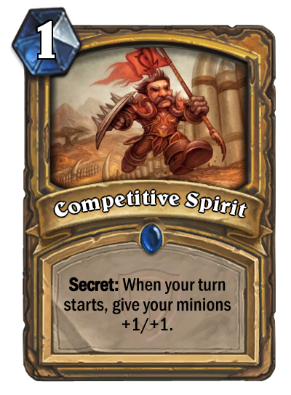 1
Competitive Spirit
Secret: When your turn
starts, give your minions
+1/+1.